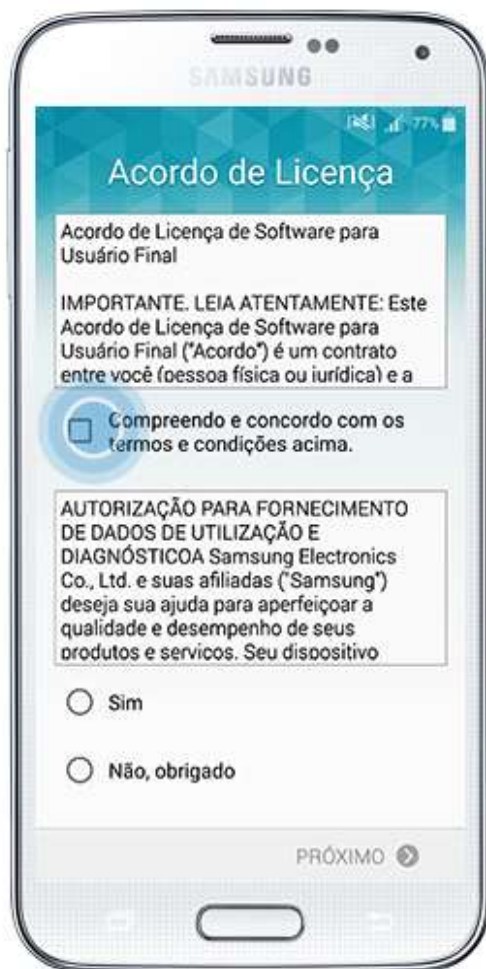 SAMSUNG
77%
Acordo de Licença
Acordo de Licença de Software para
Usuário Final
IMPORTANTE. LEIA ATENTAMENTE: Este
Acordo de Licença de Software para
Usuário Final ("Acordo") é um contrato
entre você (pessoa física ou jurídica) e a
Compreendo e concordo com os
termos e condições acima.
AUTORIZAÇÃO PARA FORNECIMENTO
DE DADOS DE UTILIZAÇÃO E
DIAGNÓSTICOA Samsung Electronics
Co., Ltd. e suas afiliadas ("Samsung")
deseja sua ajuda para aperfeiçoar a
qualidade e desempenho de seus
produtos e serviços. Seu dispositivo
Sim
Não, obrigado
PRÓXIMO